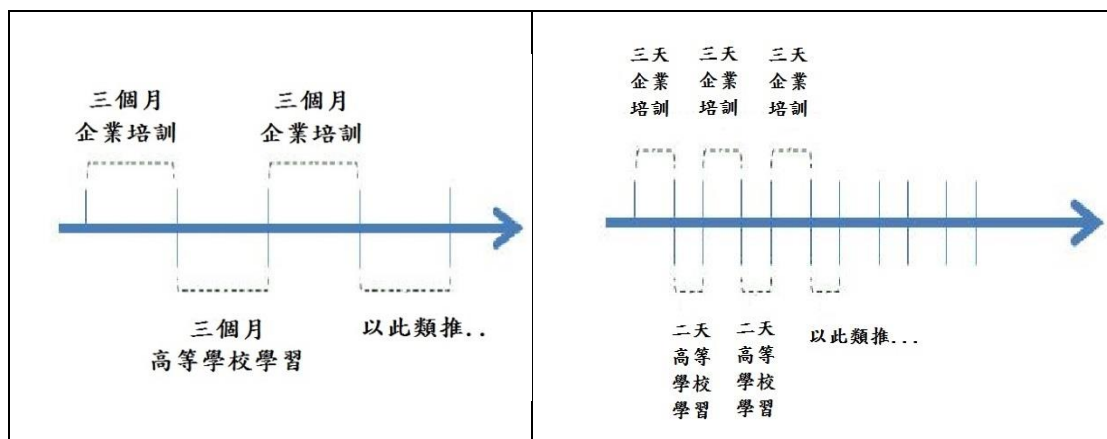 三個月
企業培訓
三個月
企業培訓
三個月
高等學校學習
以此類推..
三天
企業
培訓
三天
企業
培訓
三天
企業
培訓
二天
高等
學校
學習
二天
高等
學校
學習
以此類推...